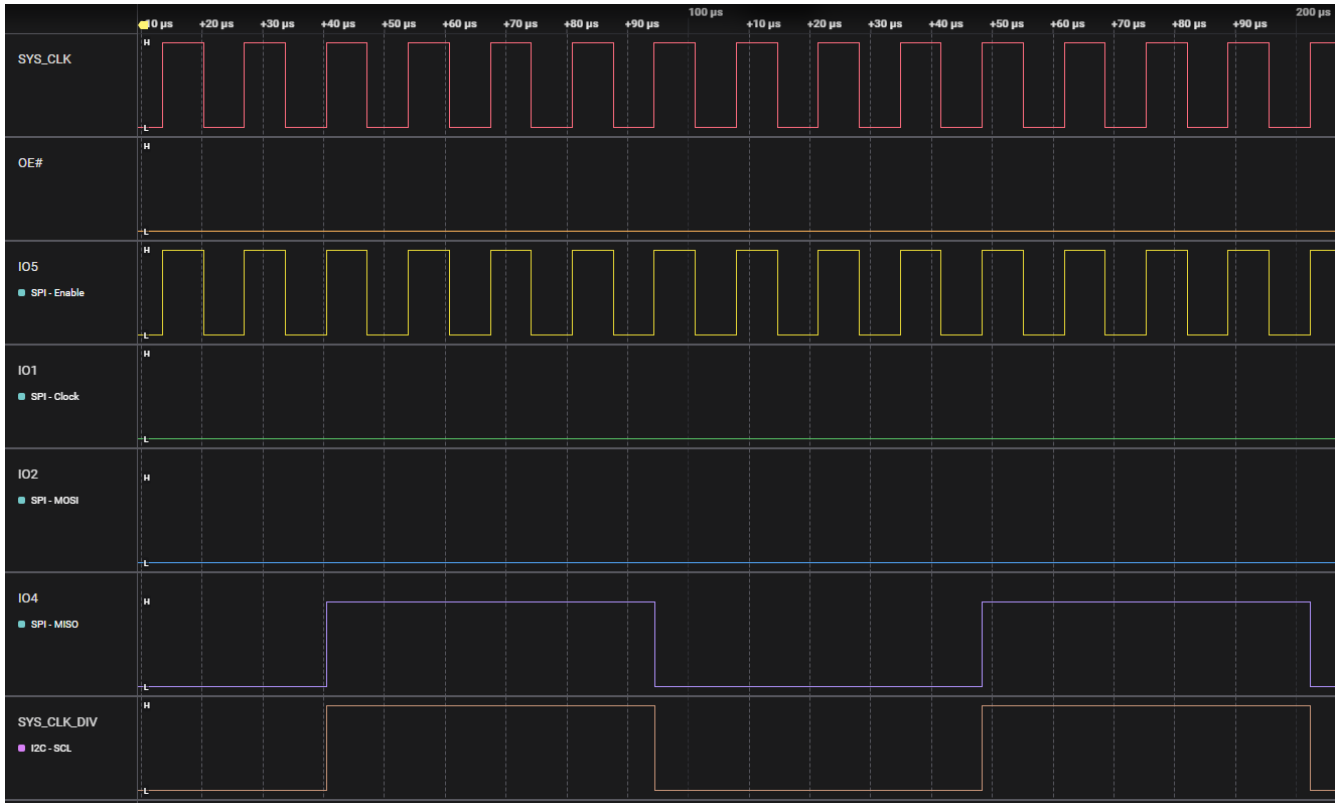 100 µs 200 µs
0 µs +20 µs +30 µs +40 µs +50 µs +60 µs +70 µs +80 µs +90 µs +10 µs +20 µs +30 µs +40 µs +50 µs +60 µs +70 µs +80 µs +90 µs
H
SYS_CLK
L
H
OE#
L
H
IO5
SPI - Enable
L
H
IO1
SPI - Clock
L
IO2
H
SPI - MOSI
L
IO4
H
SPI - MISO
L
H
SYS_CLK_DIV
I2C - SCL
L